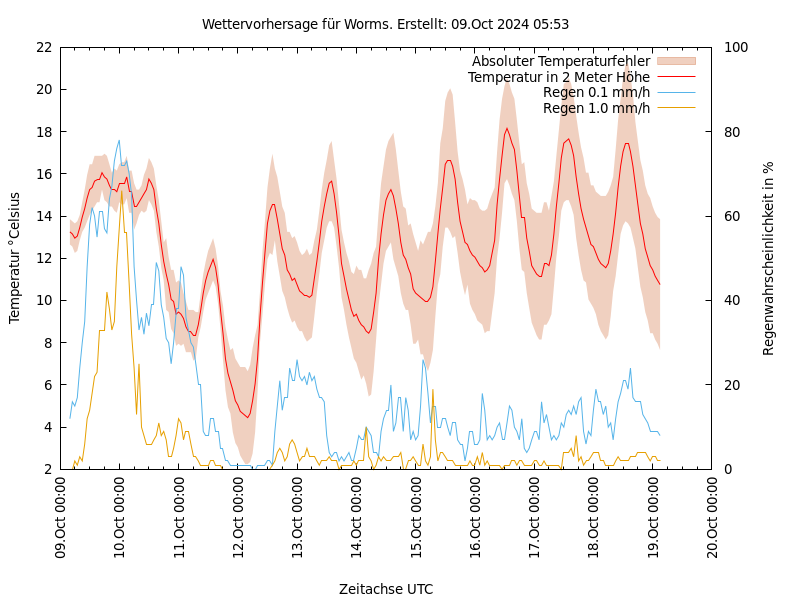 Wettervorhersage für Worms. Erstellt: 09.Oct 2024 05:53
Absoluter Temperaturfehler
Temperatur in 2 Meter Höhe
Regen 0.1 mm/h
Regen 1.0 mm/h
Temperatur °Celsius
22
20
18
16
14
12
10
8
6
4
2
100
80
60
40
20
0
Regenwahrscheinlichkeit in %
09.Oct 00:00
10.Oct 00:00
11.Oct 00:00
12.Oct 00:00
13.Oct 00:00
14.Oct 00:00
15.Oct 00:00
16.Oct 00:00
17.Oct 00:00
18.Oct 00:00
19.Oct 00:00
20.Oct 00:00
Zeitachse UTC